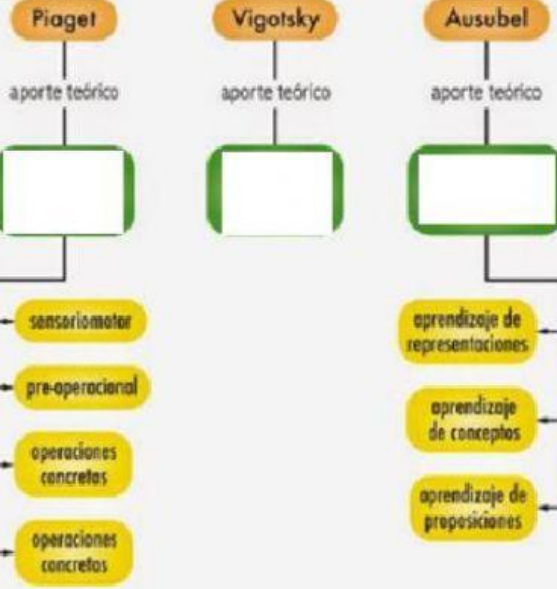 Piaget
Vigotsky
Ausubel
aporte teórico
aporte teórico
aporte teórico
sensoriomotor
pre-operacional
operaciones
concretas
operaciones
concretas
aprendizaje de
representaciones
aprendizaje
de conceptos
aprendizaje de
proposiciones